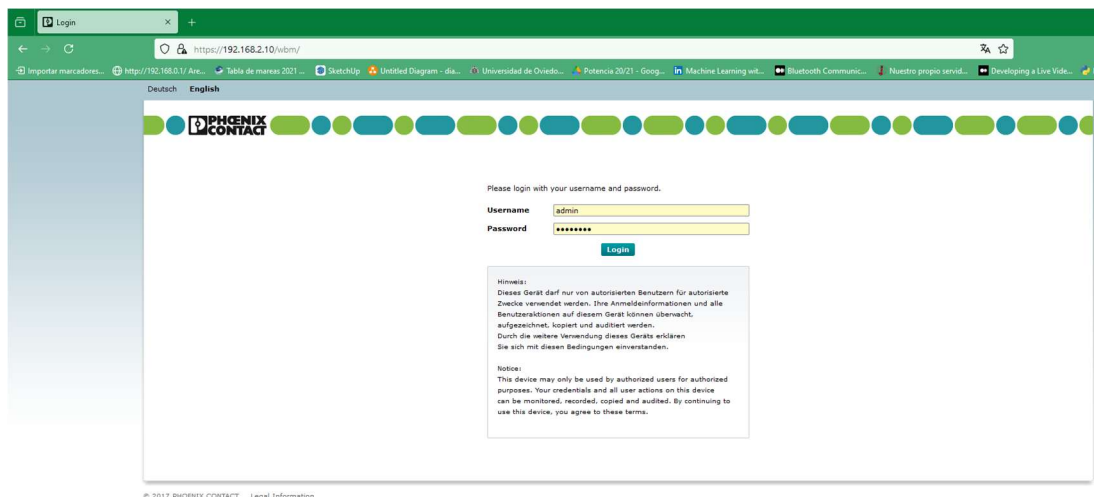 Login
https://192.168.2.10/wbm/
Importar marcadores... http://192.168.0.1/ Are... Tabla de mareas 2021 ... SketchUp Untitled Diagram - dia... Universidad de Oviedo... Potencia 20/21 - Goog... Machine Learning wit... Bluetooth Communic... Nuestro propio servid... Developing a Live Vide...
Deutsch English
PHŒNIX
CONTACT
Please login with your username and password.
Username admin
Password ••••••••
Login
Hinweis:
Dieses Gerät darf nur von autorisierten Benutzern für autorisierte
Zwecke verwendet werden. Ihre Anmeldeinformationen und alle
Benutzeraktionen auf diesem Gerät können überwacht,
aufgezeichnet, kopiert und auditiert werden.
Durch die weitere Verwendung dieses Geräts erklären
Sie sich mit diesen Bedingungen einverstanden.
Notice:
This device may only be used by authorized users for authorized
purposes. Your credentials and all user actions on this device
can be monitored, recorded, copied and audited. By continuing to
use this device, you agree to these terms.
© 2017 PHOENIX CONTACT Legal Information